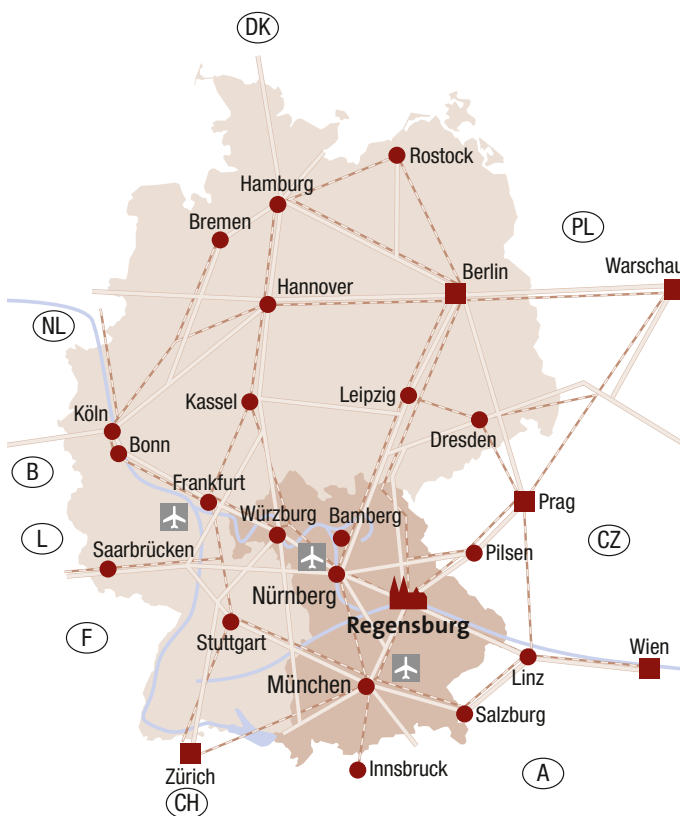 DK
Rostock
Hamburg
Bremen
PL
Berlin
Warschau
Hannover
NL
Leipzig
Kassel
Köln
Dresden
Bonn
B
Frankfurt
Prag
Würzburg
Bamberg
L
CZ
Saarbrücken
Pilsen
Nürnberg
F
Regensburg
Stuttgart
Wien
Linz
München
Salzburg
Zürich
Innsbruck
A
CH